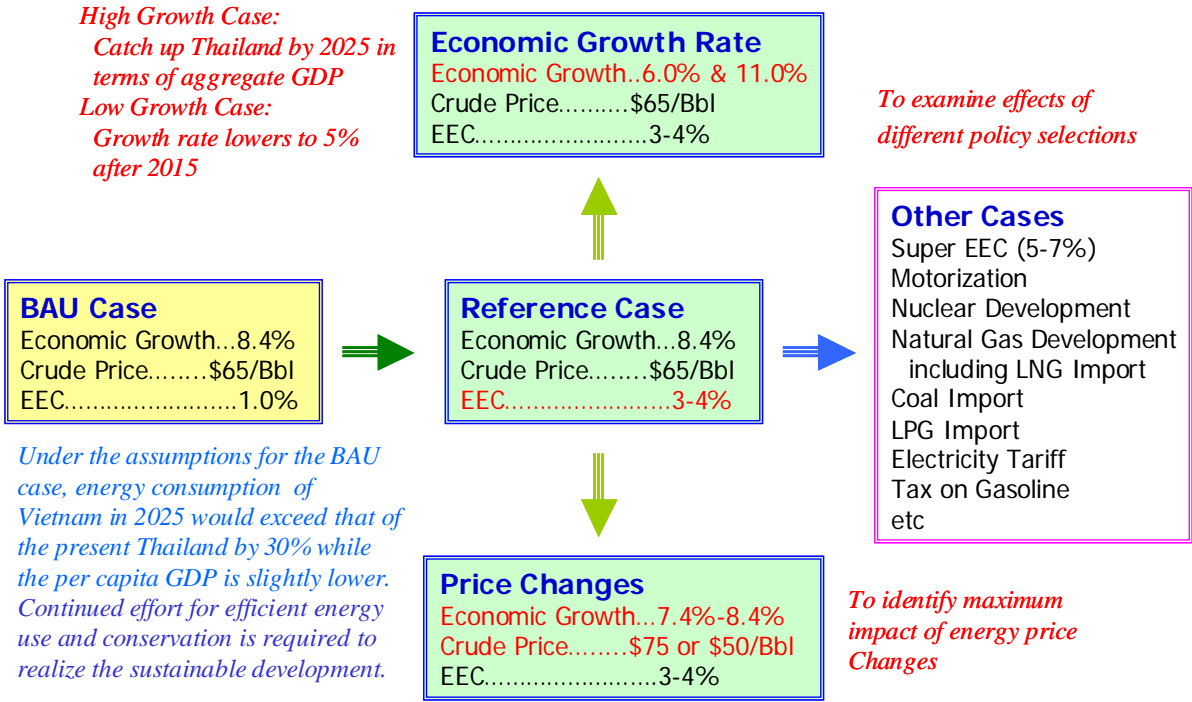 High Growth Case:
Catch up Thailand by 2025 in
terms of aggregate GDP
Low Growth Case:
Growth rate lowers to 5%
after 2015
Economic Growth Rate
Economic Growth..6.0% & 11.0%
Crude Price..........$65/Bbl
EEC..........................3-4%
To examine effects of
different policy selections
BAU Case
Economic Growth...8.4%
Crude Price........$65/Bbl
EEC..........................1.0%
Reference Case
Economic Growth...8.4%
Crude Price........$65/Bbl
EEC.........................3-4%
Other Cases
Super EEC (5-7%)
Motorization
Nuclear Development
Natural Gas Development
including LNG Import
Coal Import
LPG Import
Electricity Tariff
Tax on Gasoline
etc
Under the assumptions for the BAU
case, energy consumption of
Vietnam in 2025 would exceed that of
the present Thailand by 30% while
the per capita GDP is slightly lower.
Continued effort for efficient energy
use and conservation is required to
realize the sustainable development.
Price Changes
Economic Growth...7.4%-8.4%
Crude Price........$75 or $50/Bbl
EEC..........................3-4%
To identify maximum
impact of energy price
Changes